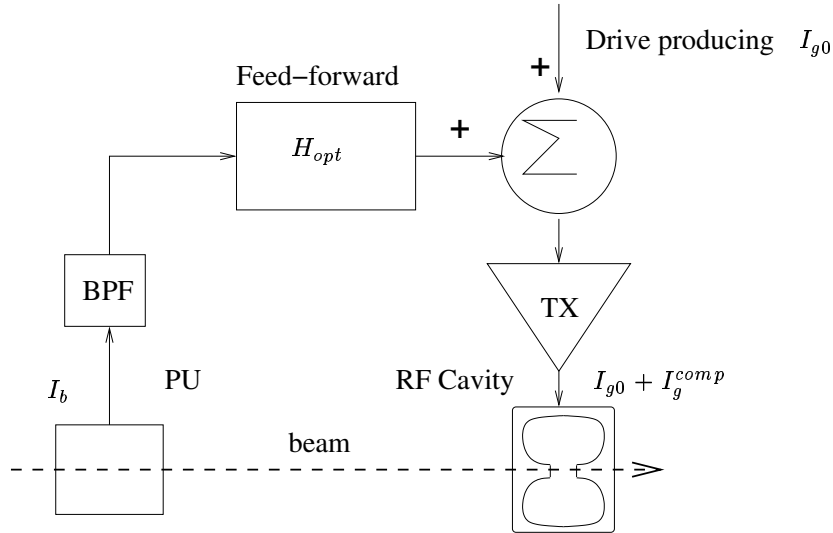 Drive producing I_{g0}
+
Feed-forward
+
H_{opt}
Σ
BPF
TX
PU
RF Cavity
I_{g0} + I_g^{comp}
I_b
beam